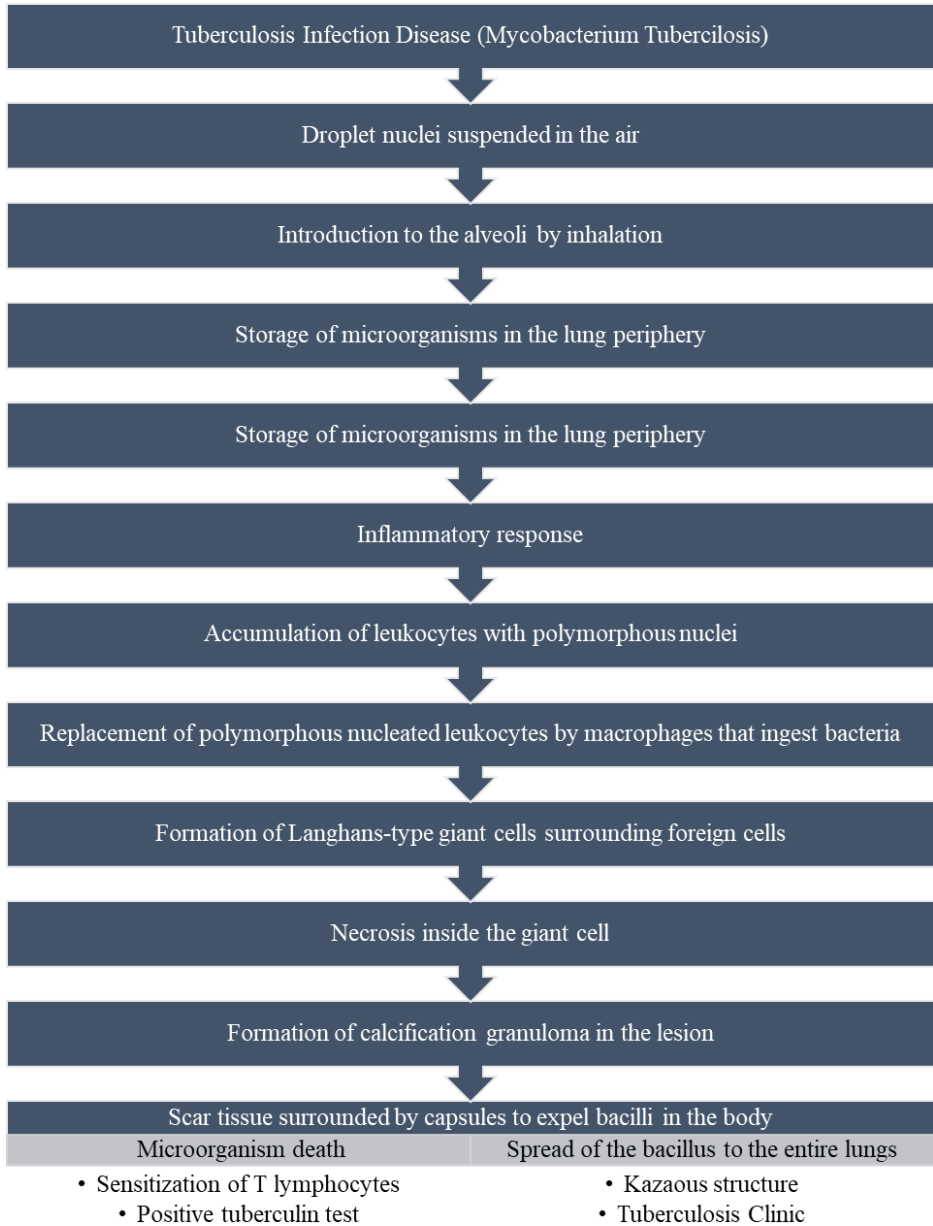 Tuberculosis Infection Disease (Mycobacterium Tubercilosis)
Droplet nuclei suspended in the air
Introduction to the alveoli by inhalation
Storage of microorganisms in the lung periphery
Storage of microorganisms in the lung periphery
Inflammatory response
Accumulation of leukocytes with polymorphous nuclei
Replacement of polymorphous nucleated leukocytes by macrophages that ingest bacteria
Formation of Langhans-type giant cells surrounding foreign cells
Necrosis inside the giant cell
Formation of calcification granuloma in the lesion
Scar tissue surrounded by capsules to expel bacilli in the body
Microorganism death
• Sensitization of T lymphocytes
• Positive tuberculin test
Spread of the bacillus to the entire lungs
• Kazaous structure
• Tuberculosis Clinic